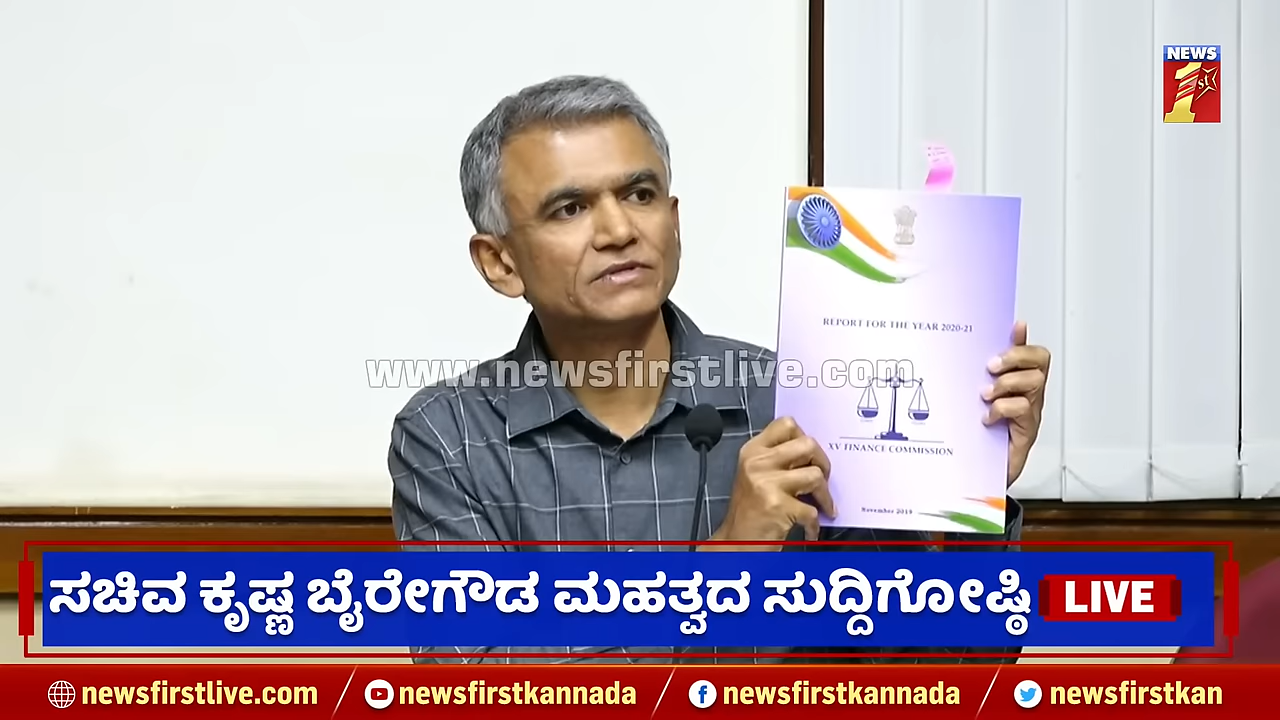 NEWS
1st
REPORT FOR THE YEAR 2020-21
www.newsfirstlive.com
XV FINANCE COMMISSION
November 2019
ಸಚಿವ ಕೃಷ್ಣ ಬೈರೇಗೌಡ ಮಹತ್ವದ ಸುದ್ದಿಗೋಷ್ಠಿ LIVE
newsfirstlive.com newsfirstkannada newsfirstkannada newsfirstkan